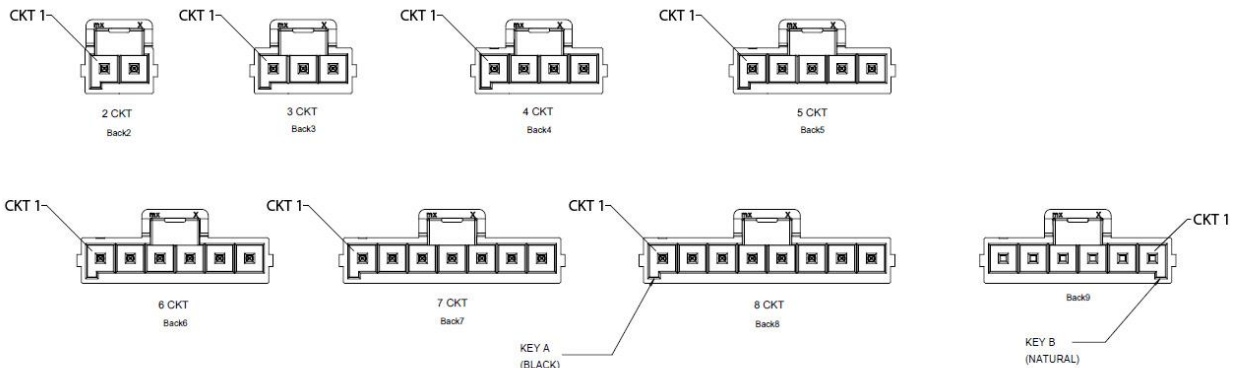 CKT 1
mx X
2 CKT
Back2
CKT 1
mx X
3 CKT
Back3
CKT 1
mx X
4 CKT
Back4
CKT 1
mx X
5 CKT
Back5
CKT 1
mx X
6 CKT
Back6
CKT 1
mx X
7 CKT
Back7
CKT 1
mx X
8 CKT
Back8
KEY A
(BLACK)
mx X
CKT 1
Back9
KEY B
(NATURAL)